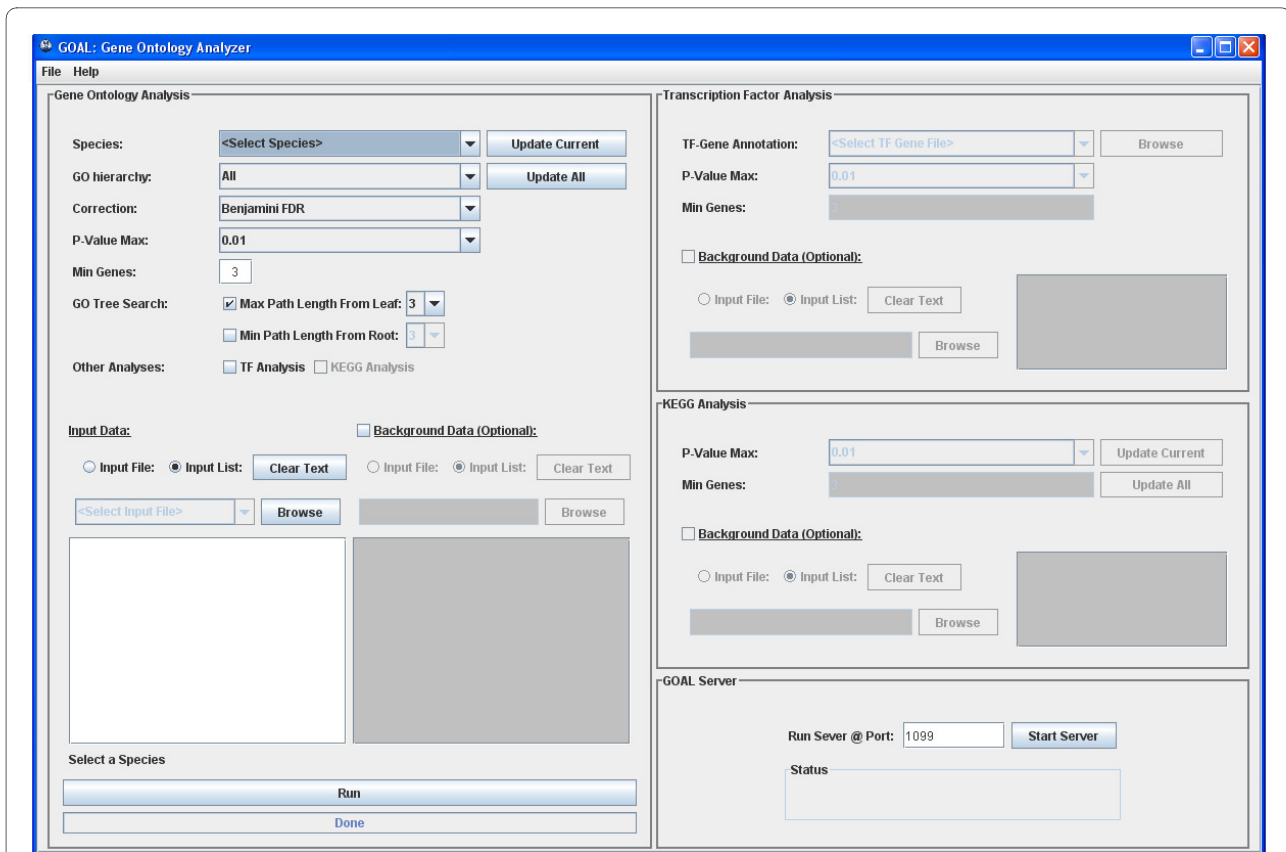 GOAL: Gene Ontology Analyzer
File Help
Gene Ontology Analysis
Species: <Select Species> Update Current
GO hierarchy: All Update All
Correction: Benjamini FDR
P-Value Max: 0.01
Min Genes: 3
GO Tree Search: Max Path Length From Leaf: 3
Min Path Length From Root: 3
Other Analyses: TF Analysis KEGG Analysis
Input Data: Background Data (Optional):
Input File: Input List: Clear Text Input File: Input List: Clear Text
<Select Input File> Browse Browse
Select a Species
Run
Done
Transcription Factor Analysis
TF-Gene Annotation: <Select TF Gene File> Browse
P-Value Max: 0.01
Min Genes: 3
Background Data (Optional):
Input File: Input List: Clear Text
Browse
KEGG Analysis
P-Value Max: 0.01 Update Current
Min Genes: Update All
Background Data (Optional):
Input File: Input List: Clear Text
Browse
GOAL Server
Run Sever @ Port: 1099 Start Server
Status